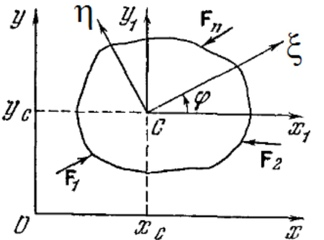 y
η
y₁
Fₙ
ξ
φ
y_C
C
x₁
F₁
F₂
O
x_C
x